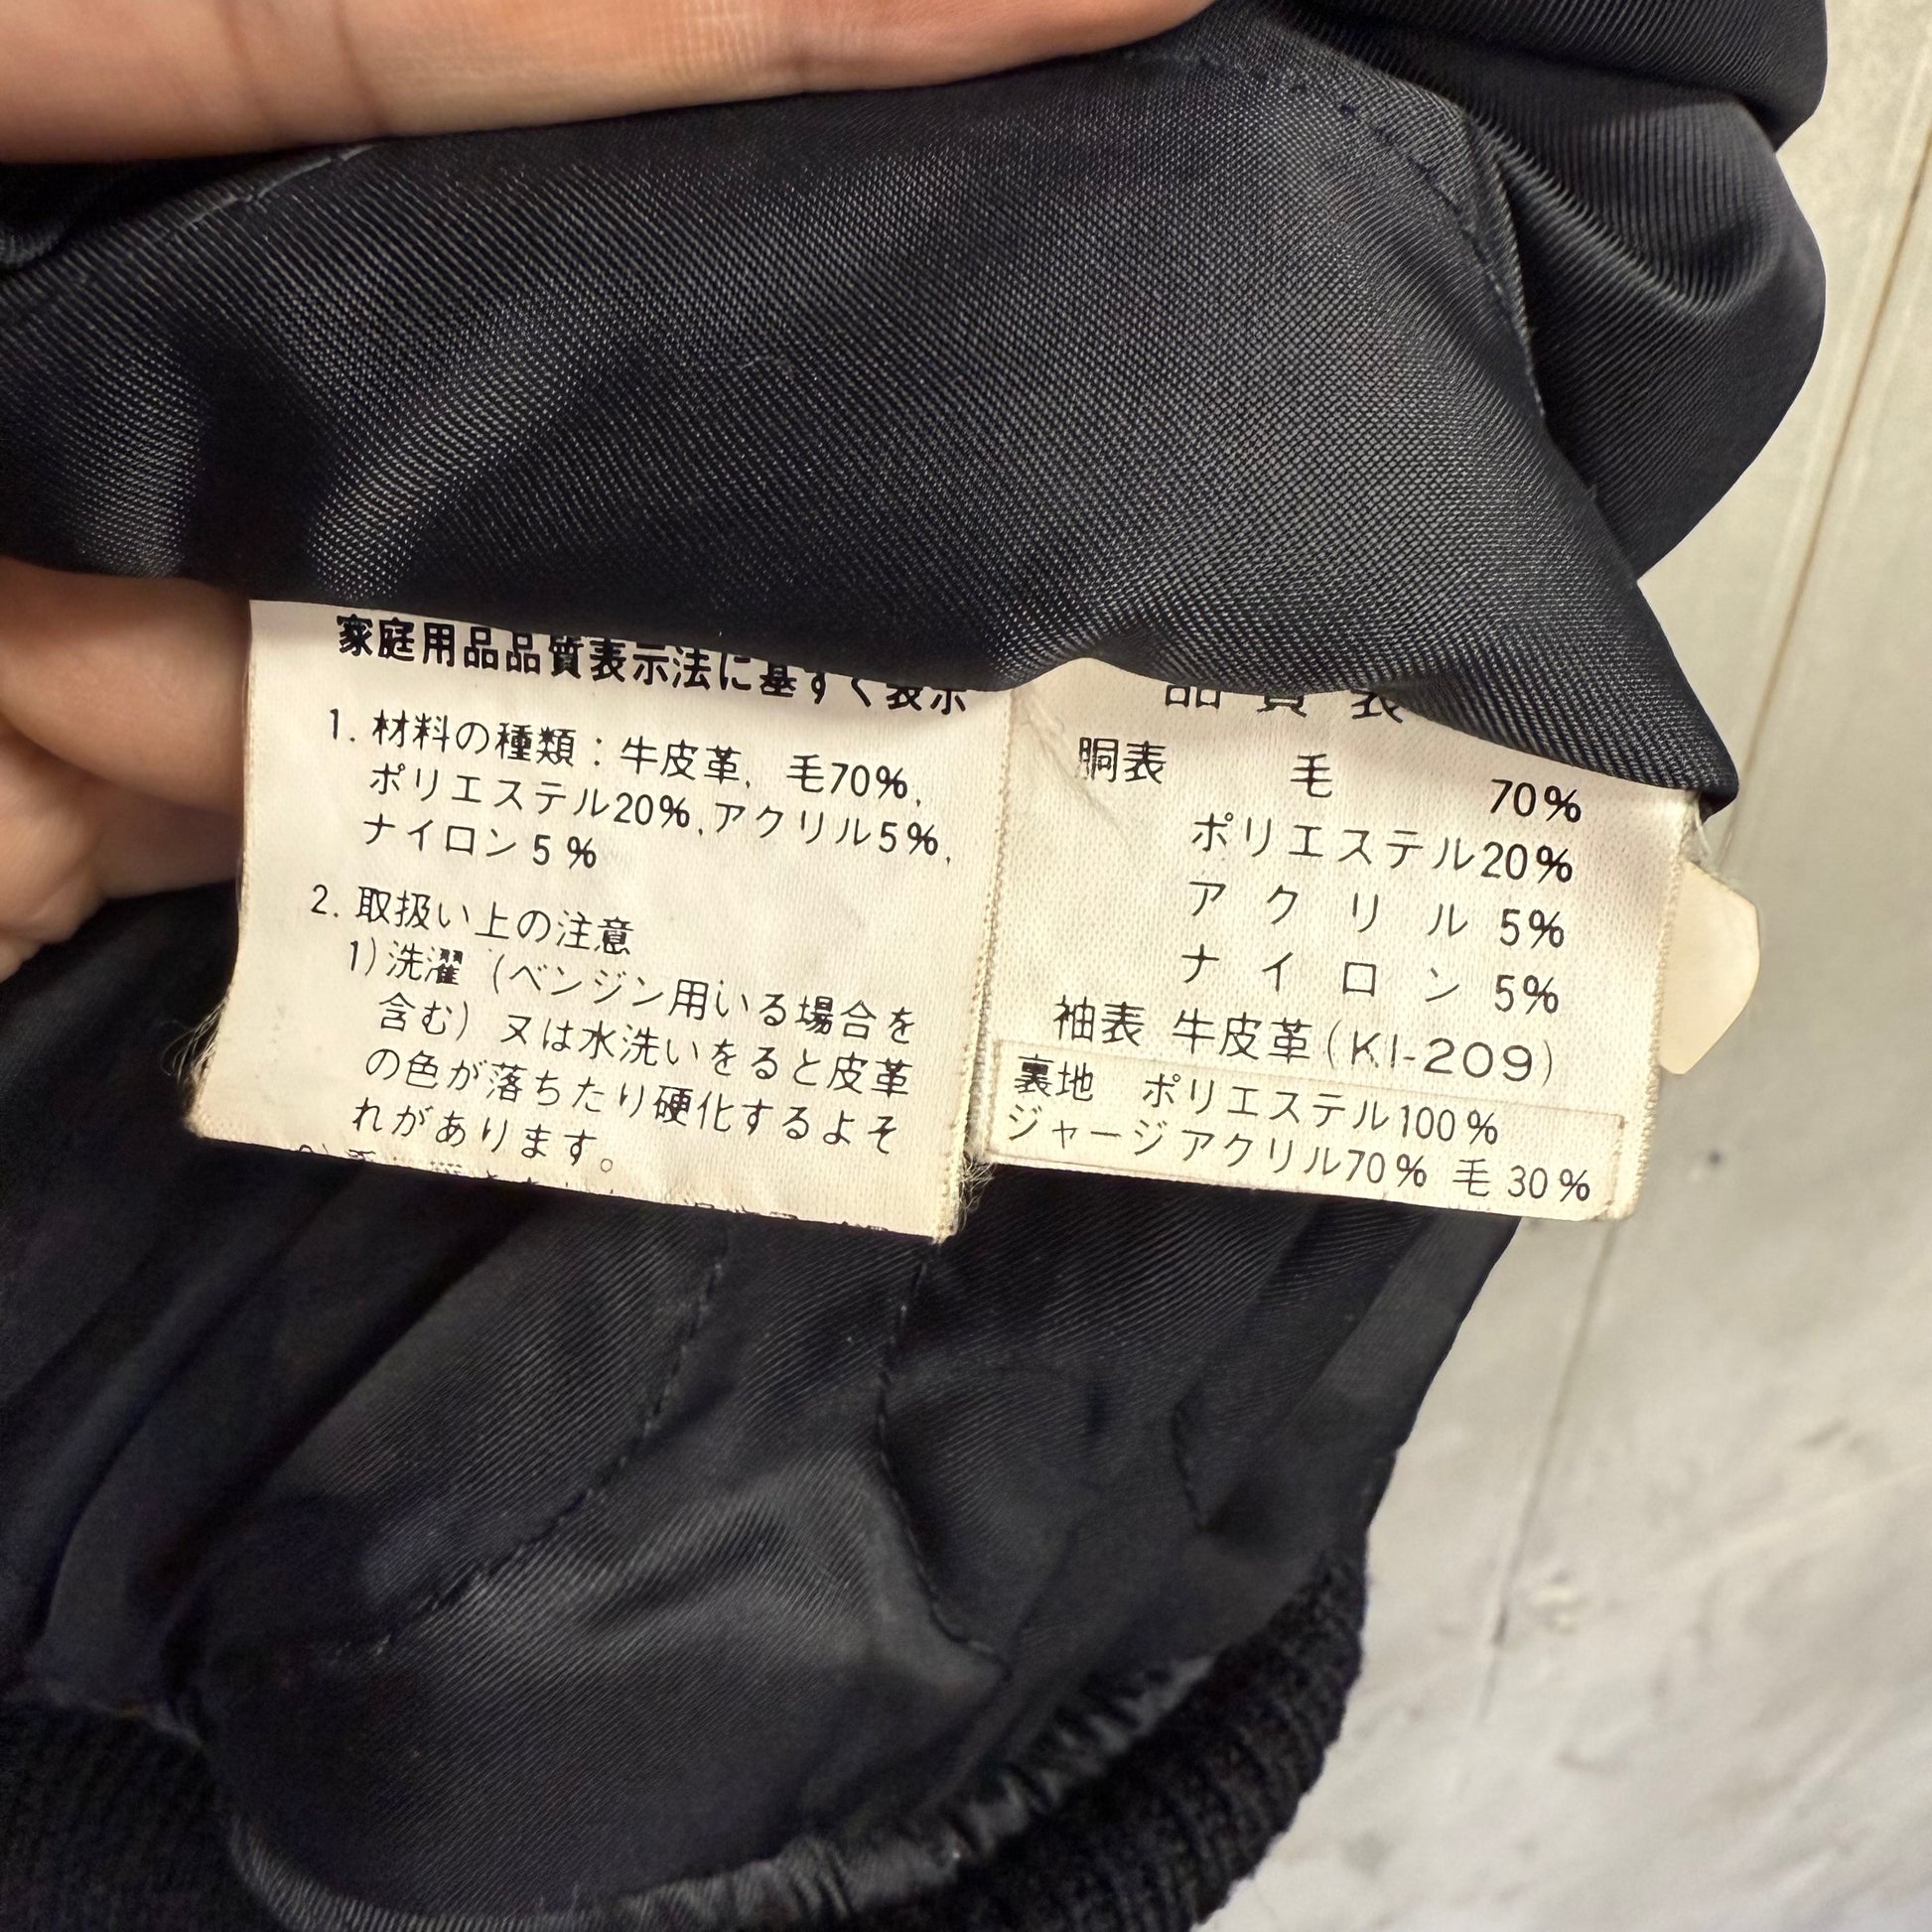 家庭用品品質表示法に基ずく表示
1. 材料の種類：牛皮革, 毛70%,
ポリエステル20%,アクリル5%,
ナイロン5%
2. 取扱い上の注意
1)洗濯（ベンジン用いる場合を
含む）又は水洗いをると皮革
の色が落ちたり硬化するよそ
れがあります。
品質表
胴表 毛 70%
ポリエステル20%
アクリル 5%
ナイロン 5%
袖表 牛皮革(KI-209)
裏地 ポリエステル100%
ジャージアクリル70% 毛30%